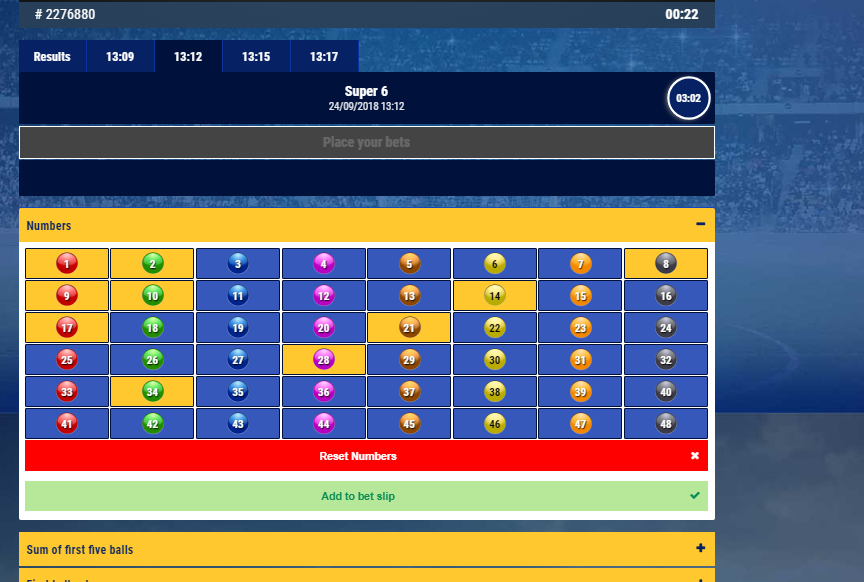 # 2276880 00:22
Results 13:09 13:12 13:15 13:17
Super 6
24/09/2018 13:12
03:02
Place your bets
Numbers
1 2 3 4 5 6 7 8
9 10 11 12 13 14 15 16
17 18 19 20 21 22 23 24
25 26 27 28 29 30 31 32
33 34 35 36 37 38 39 40
41 42 43 44 45 46 47 48
Reset Numbers
Add to bet slip
Sum of first five balls